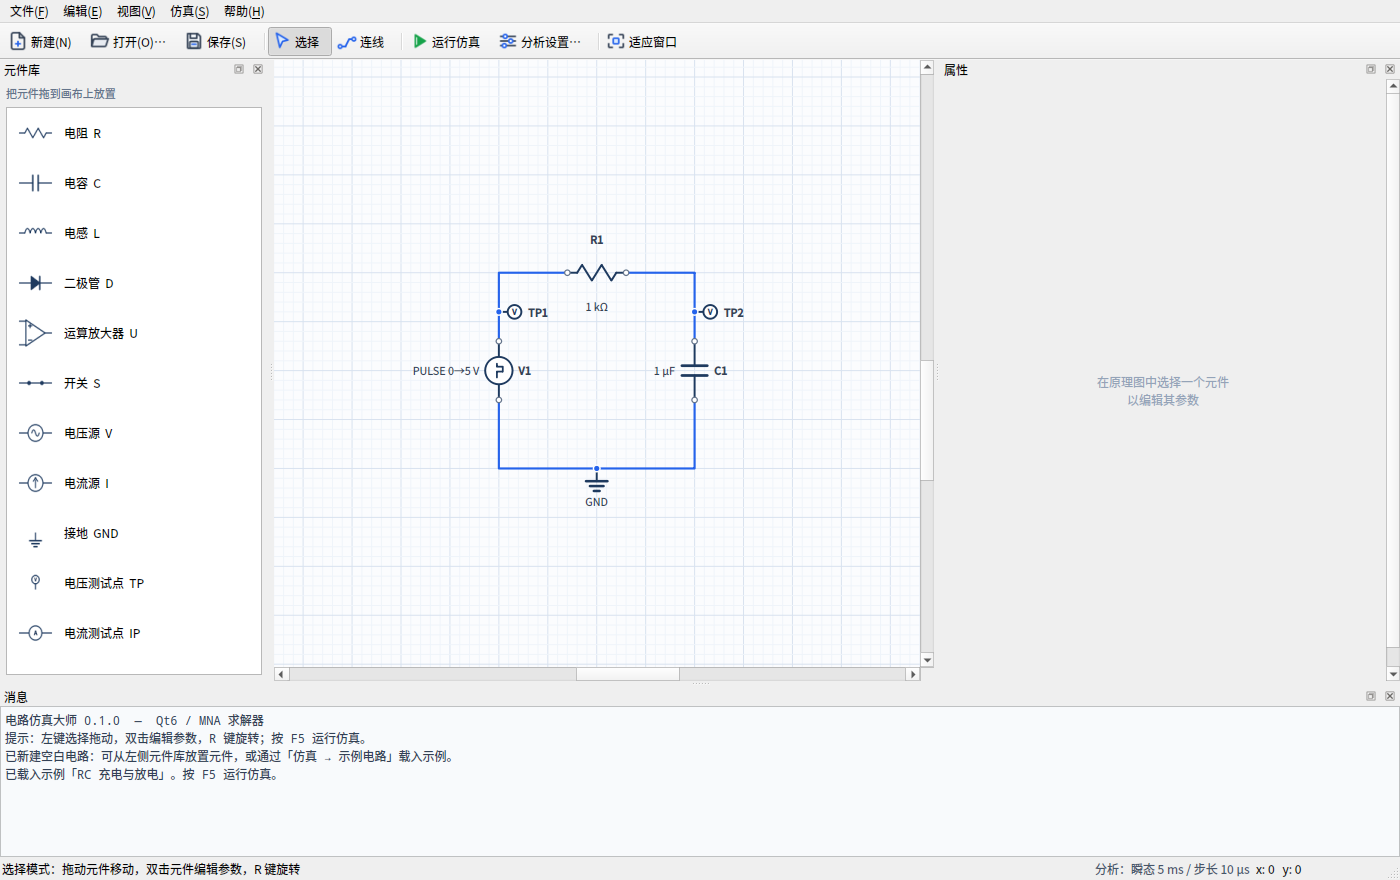 文件(F) 编辑(E) 视图(V) 仿真(S) 帮助(H)
新建(N) 打开(O)… 保存(S) 选择 连线 运行仿真 分析设置… 适应窗口
元件库
把元件拖到画布上放置
电阻 R
电容 C
电感 L
二极管 D
运算放大器 U
开关 S
电压源 V
电流源 I
接地 GND
电压测试点 TP
电流测试点 IP
R1
1 kΩ
V TP1
V TP2
PULSE 0→5 V
V1
1 µF
C1
GND
属性
在原理图中选择一个元件
以编辑其参数
消息
电路仿真大师 0.1.0 — Qt6 / MNA 求解器
提示: 左键选择拖动, 双击编辑参数, R 键旋转; 按 F5 运行仿真。
已新建空白电路: 可从左侧元件库放置元件, 或通过「仿真 → 示例电路」载入示例。
已载入示例「RC 充电与放电」。按 F5 运行仿真。
选择模式: 拖动元件移动, 双击元件编辑参数, R 键旋转
分析: 瞬态 5 ms / 步长 10 µs x: 0 y: 0